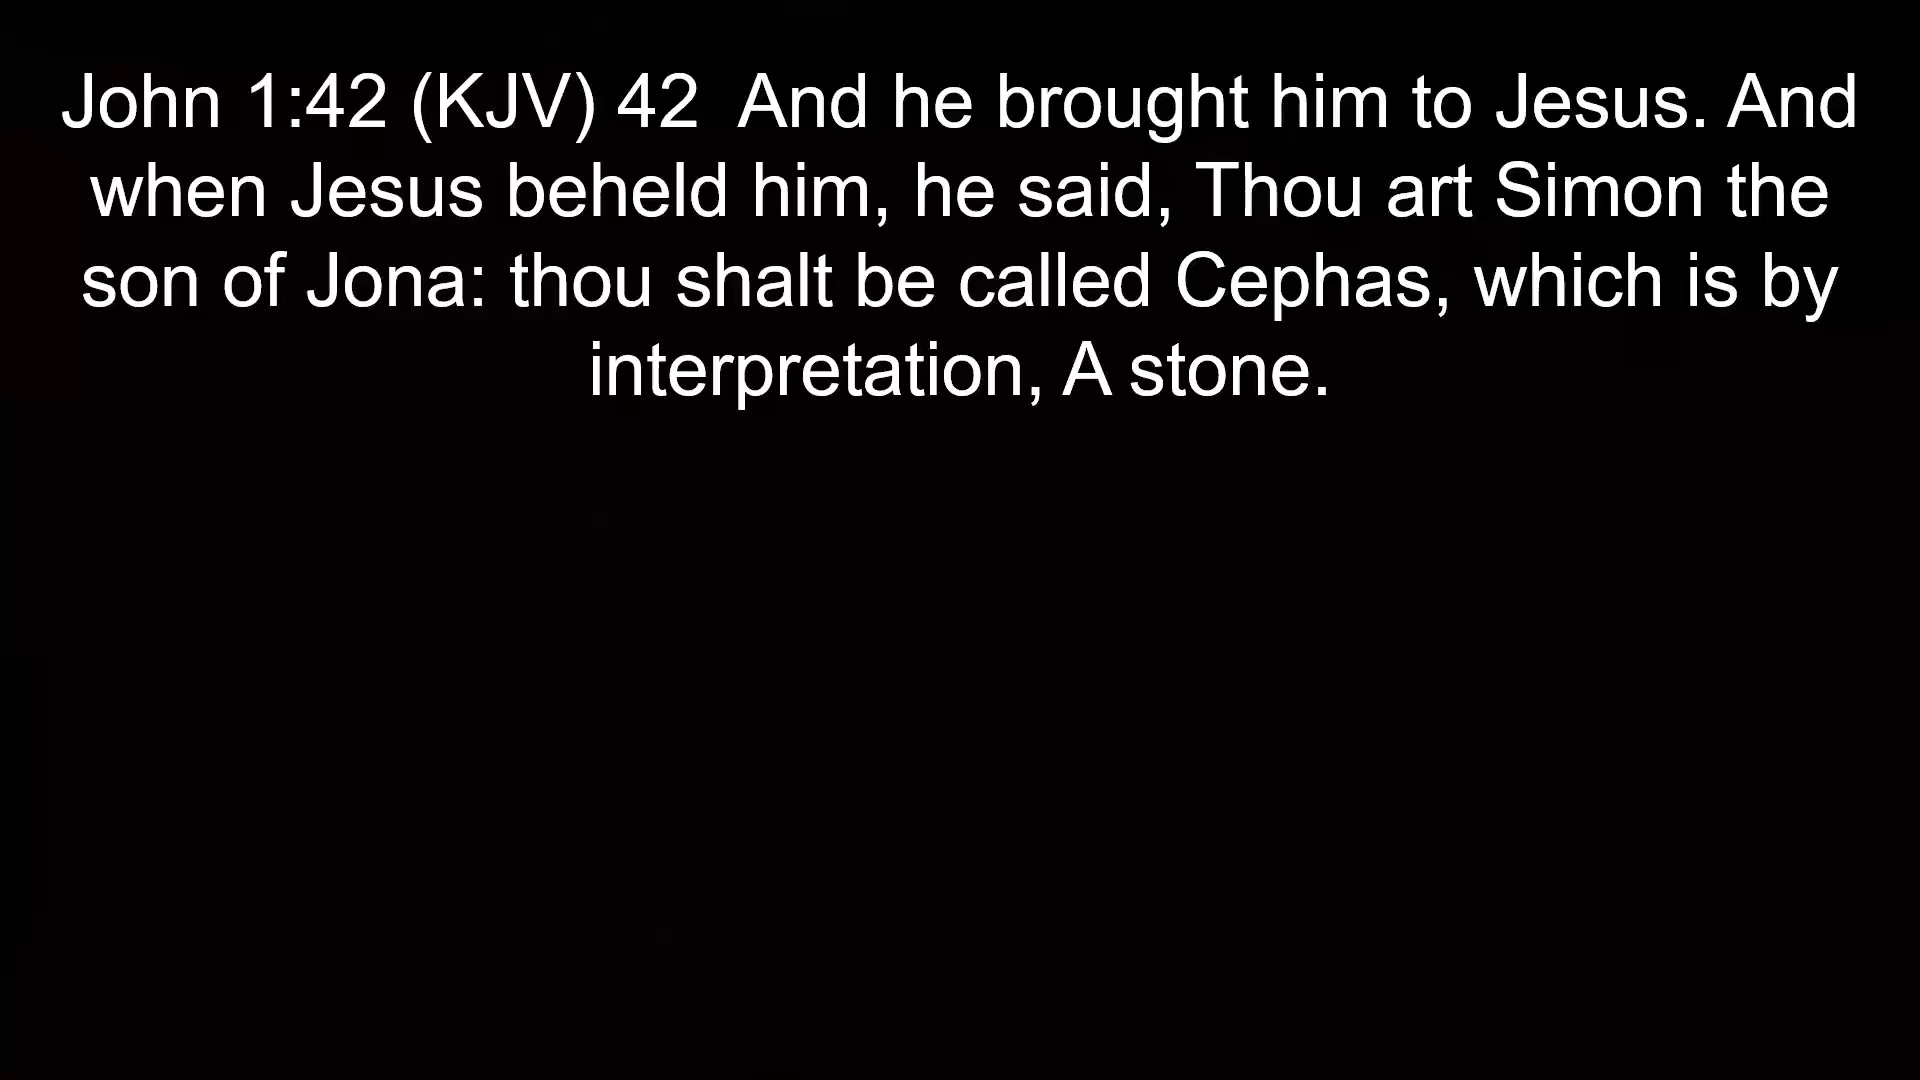 John 1:42 (KJV) 42  And he brought him to Jesus. And
when Jesus beheld him, he said, Thou art Simon the
son of Jona: thou shalt be called Cephas, which is by
interpretation, A stone.